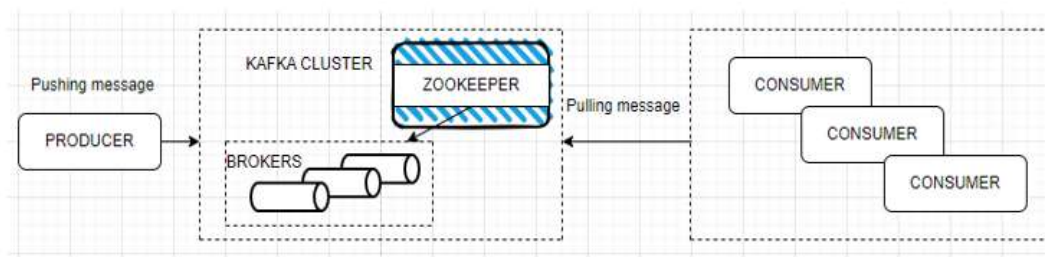 Pushing message
PRODUCER
KAFKA CLUSTER
ZOOKEEPER
BROKERS
Pulling message
CONSUMER
CONSUMER
CONSUMER